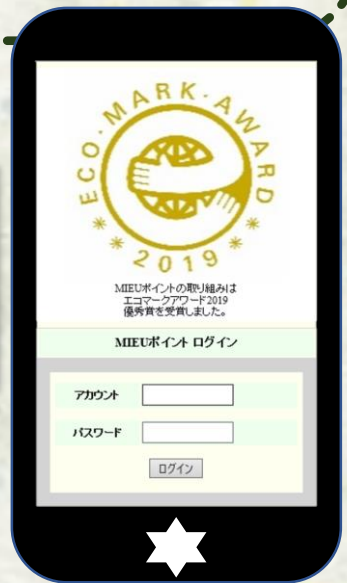 ECO・MARK・AWARD
＊＊2019＊＊
MIEUポイントの取り組みは
エコマークアワード2019
優秀賞を受賞しました。
MIEUポイント ログイン
アカウント
パスワード
ログイン